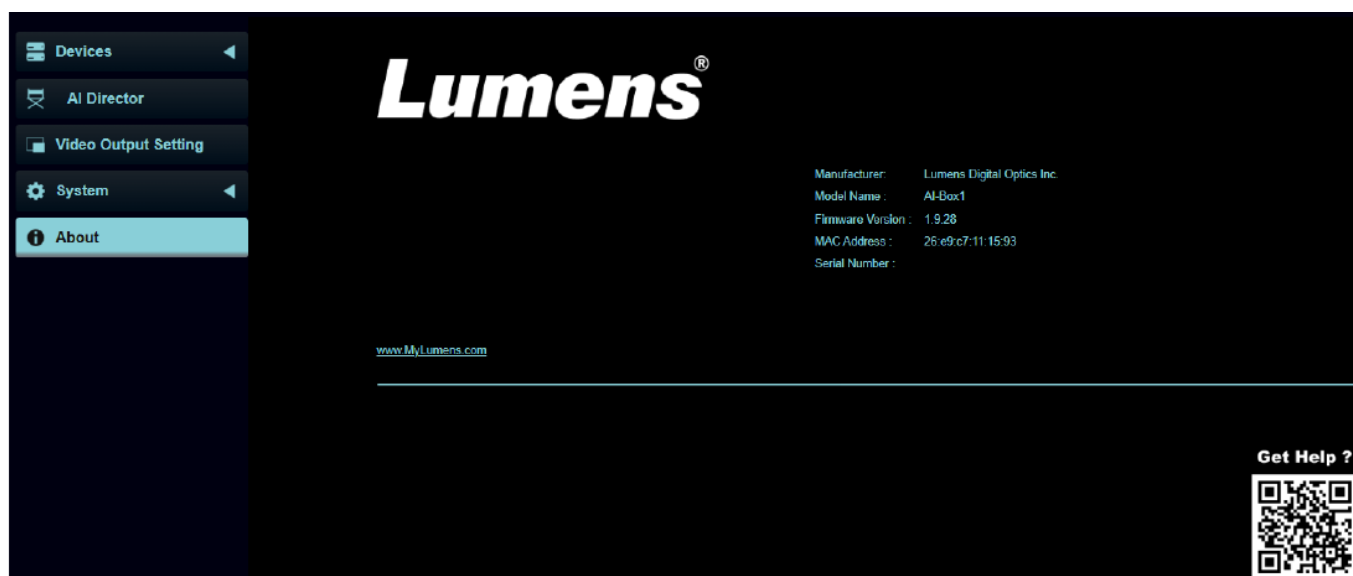 Devices
AI Director
Video Output Setting
System
About
Lumens®
Manufacturer: Lumens Digital Optics Inc.
Model Name : AI-Box1
Firmware Version : 1.9.28
MAC Address : 26:e9:c7:11:15:93
Serial Number :
www.MyLumens.com
Get Help ?